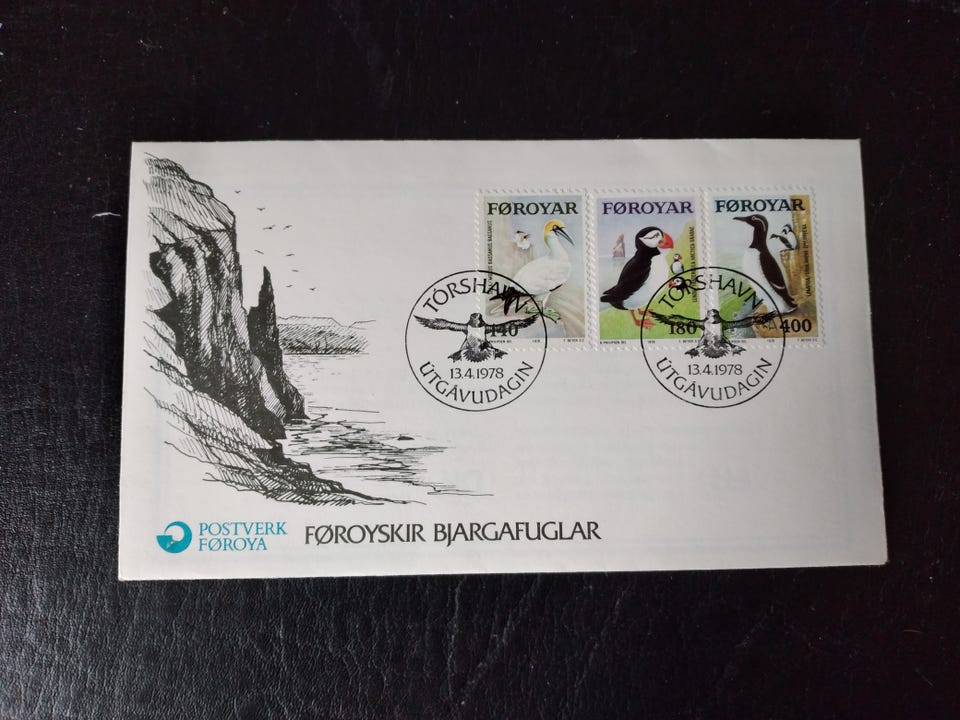 FØROYAR
140
FØROYAR
180
FØROYAR
400
TÓRSHAVN
13.4.1978
ÚTGÁVUDAGIN
TÓRSHAVN
13.4.1978
ÚTGÁVUDAGIN
POSTVERK
FØROYA
FØROYSKIR BJARGAFUGLAR